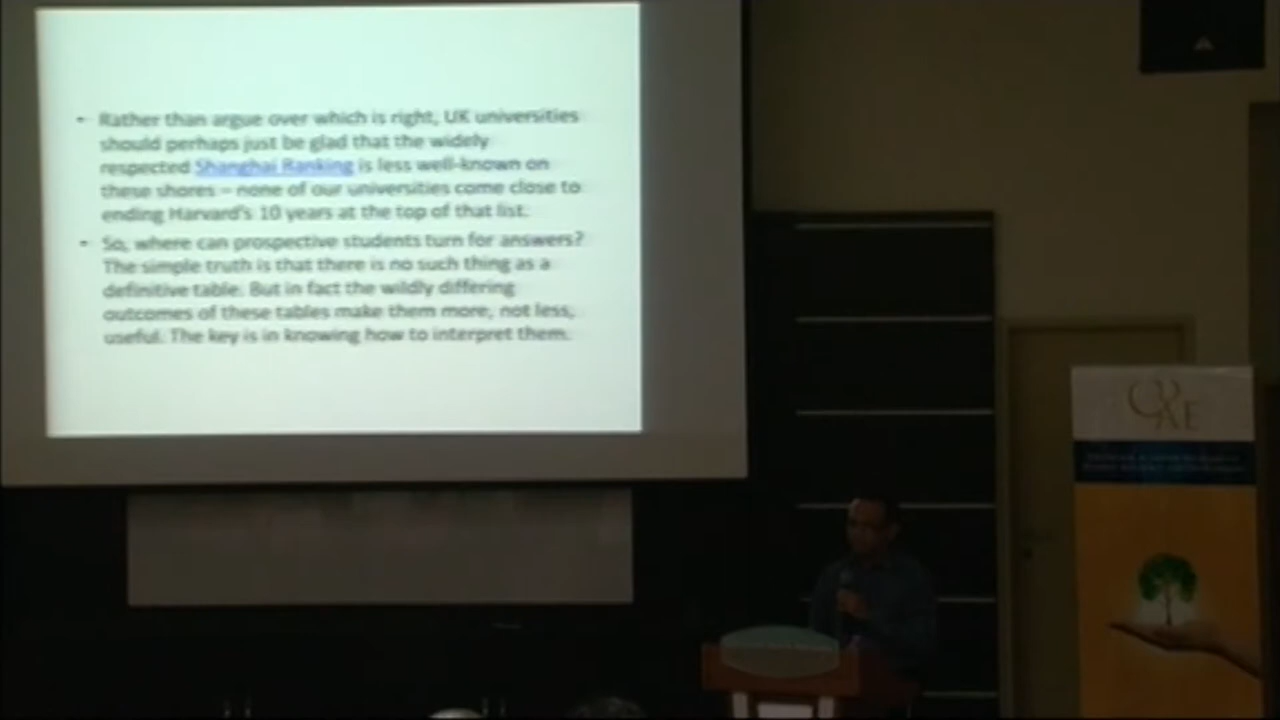 • Rather than argue over which is right, UK universities
should perhaps just be glad that the widely
respected Shanghai Ranking is less well-known on
these shores – none of our universities come close to
ending Harvard's 10 years at the top of that list.
• So, where can prospective students turn for answers?
The simple truth is that there is no such thing as a
definitive table. But in fact the wildly differing
outcomes of these tables make them more, not less,
useful. The key is in knowing how to interpret them.